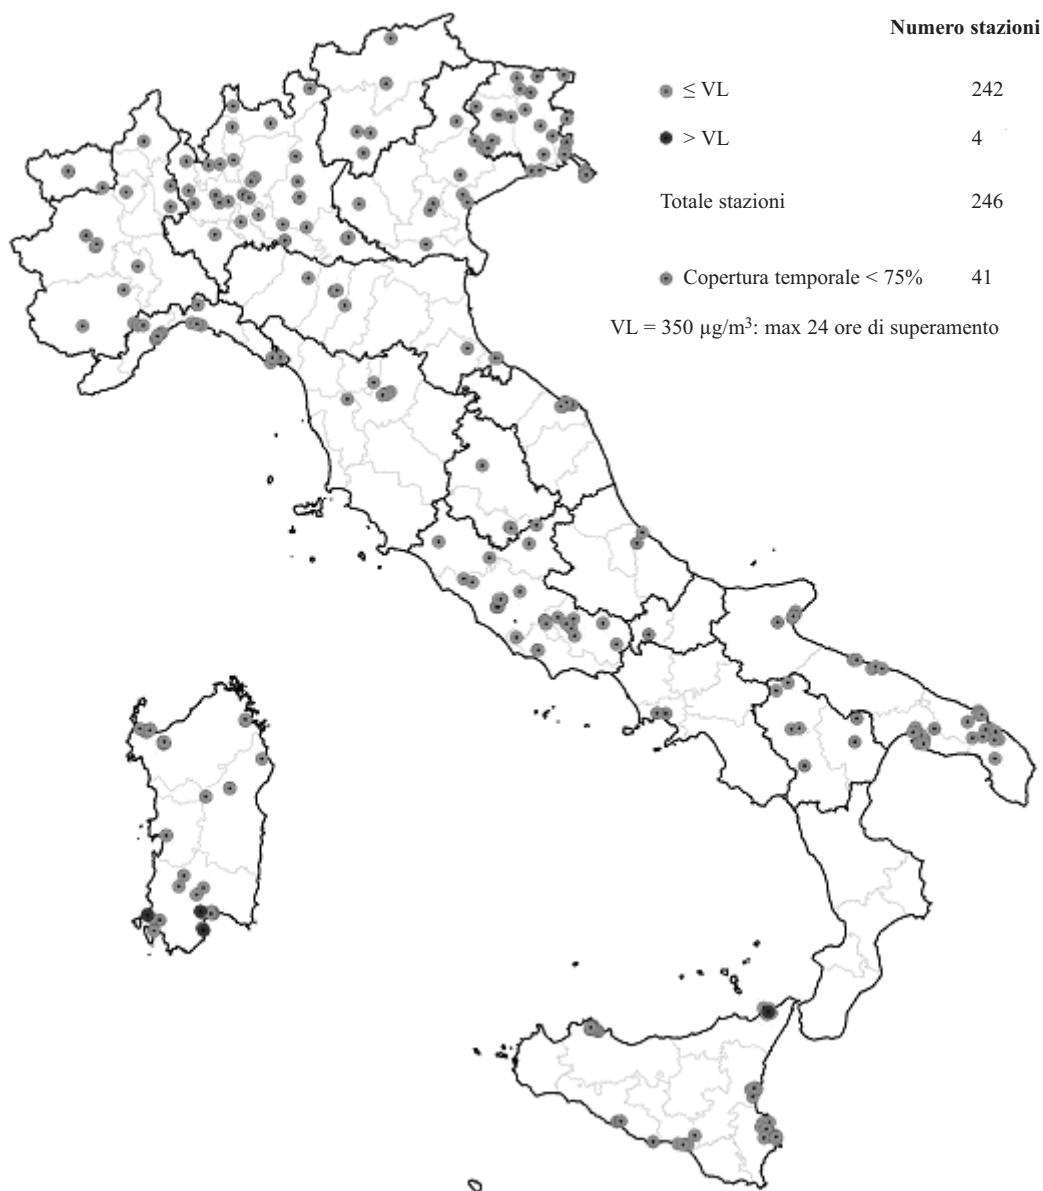 Numero stazioni
≤ VL 242
> VL 4
Totale stazioni 246
Copertura temporale < 75% 41
VL = 350 µg/m³: max 24 ore di superamento